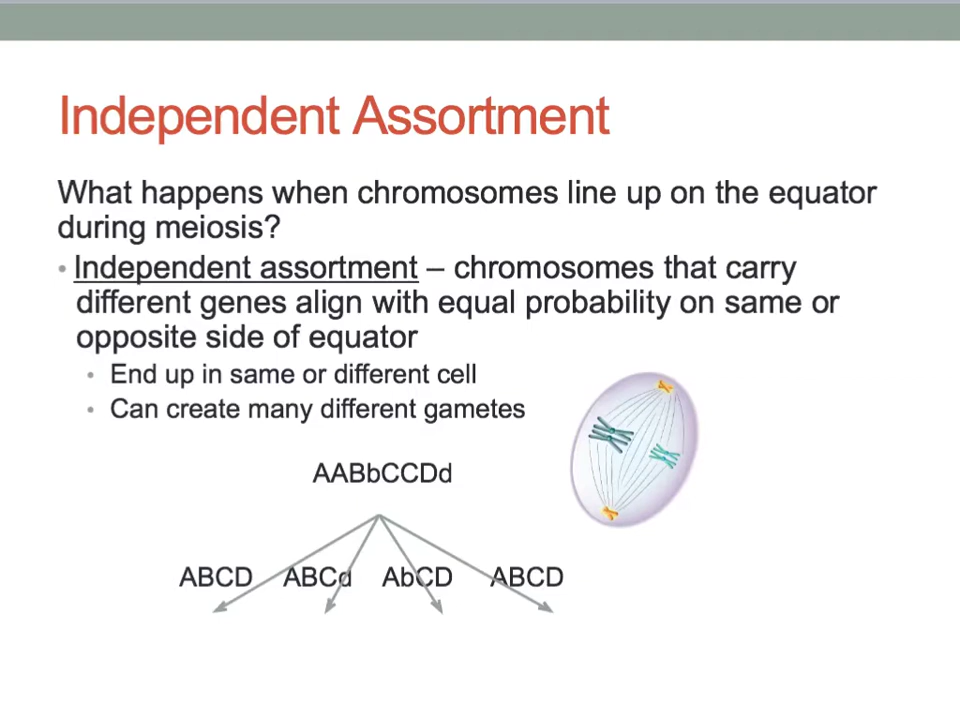 Independent Assortment
What happens when chromosomes line up on the equator
during meiosis?
• Independent assortment – chromosomes that carry
different genes align with equal probability on same or
opposite side of equator
• End up in same or different cell
• Can create many different gametes
AABbCCDd
ABCD ABCd AbCD ABCD